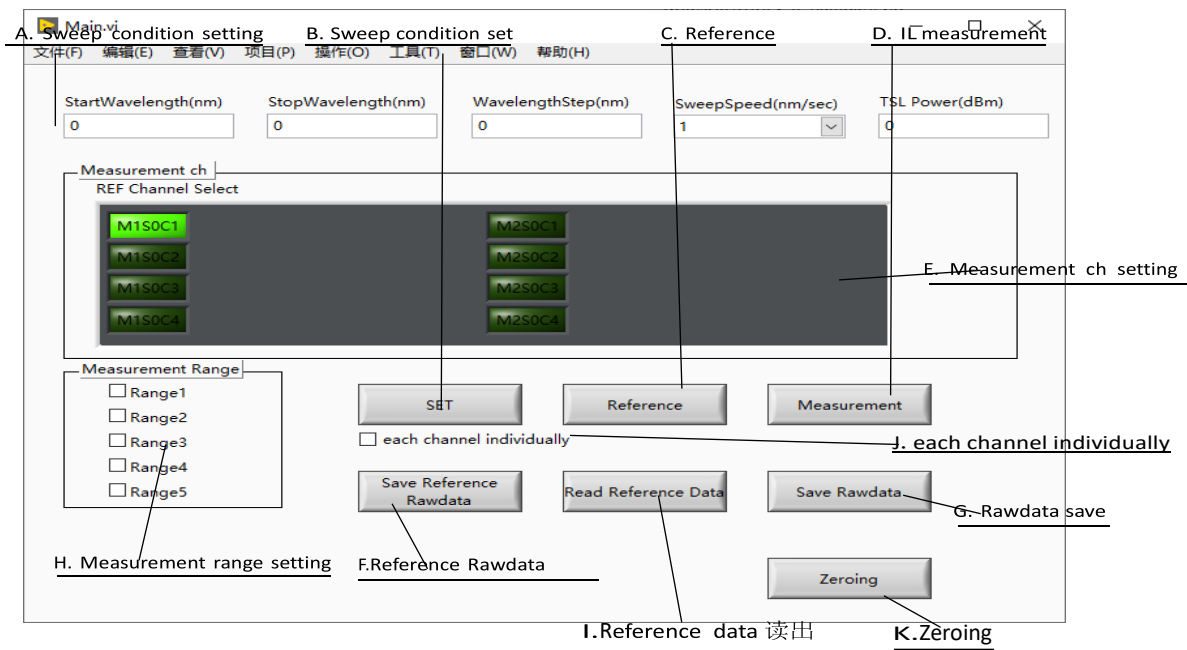 Main.vi
A. Sweep condition setting
B. Sweep condition set
C. Reference
D. IL measurement
文件(F) 编辑(E) 查看(V) 项目(P) 操作(O) 工具(T) 窗口(W) 帮助(H)
StartWavelength(nm) StopWavelength(nm) WavelengthStep(nm) SweepSpeed(nm/sec) TSL Power(dBm)
0 0 0 1 0
Measurement ch
REF Channel Select
M1S0C1 M2S0C1
M1S0C2 M2S0C2
E. Measurement ch setting
M1S0C3 M2S0C3
M1S0C4 M2S0C4
Measurement Range
Range1
Range2
Range3
Range4
Range5
SET Reference Measurement
each channel individually
J. each channel individually
Save Reference Rawdata
Read Reference Data
Save Rawdata
G. Rawdata save
H. Measurement range setting
F.Reference Rawdata
Zeroing
I.Reference data 读出
K.Zeroing